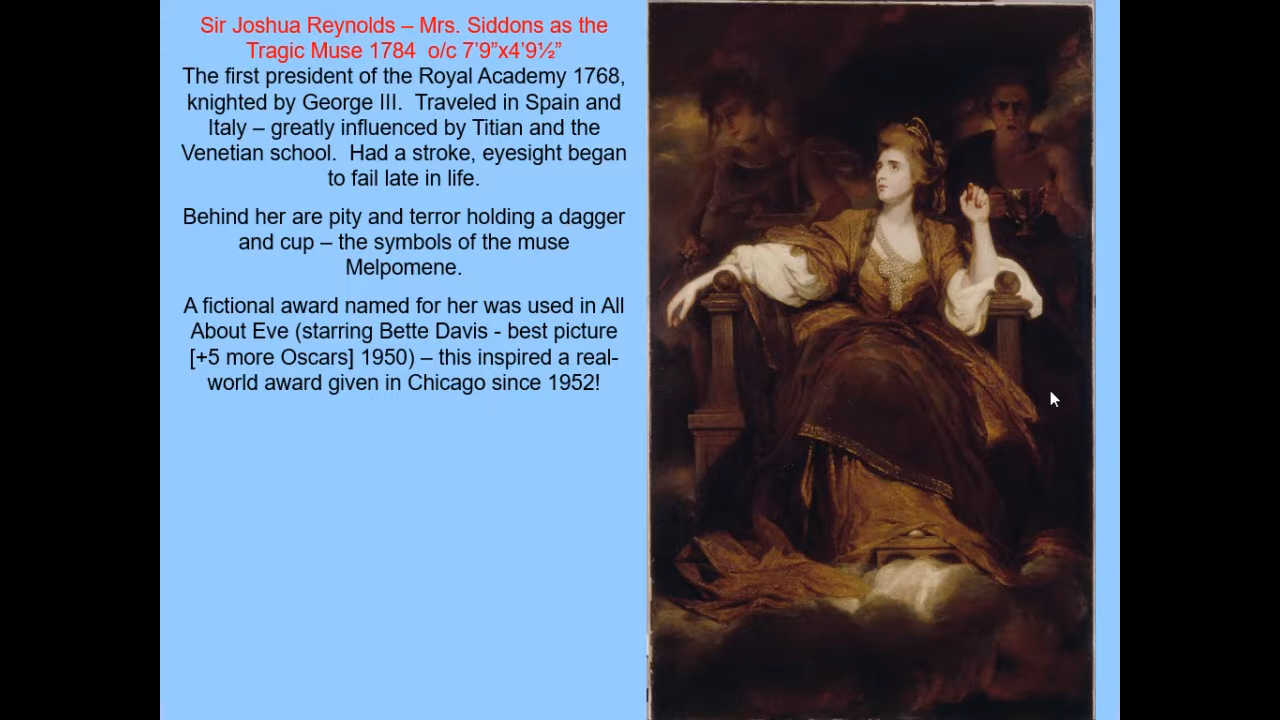 Sir Joshua Reynolds – Mrs. Siddons as the
Tragic Muse 1784  o/c 7’9”x4’9½”
The first president of the Royal Academy 1768,
knighted by George III.  Traveled in Spain and
Italy – greatly influenced by Titian and the
Venetian school.  Had a stroke, eyesight began
to fail late in life.
Behind her are pity and terror holding a dagger
and cup – the symbols of the muse
Melpomene.
A fictional award named for her was used in All
About Eve (starring Bette Davis - best picture
[+5 more Oscars] 1950) – this inspired a real-
world award given in Chicago since 1952!